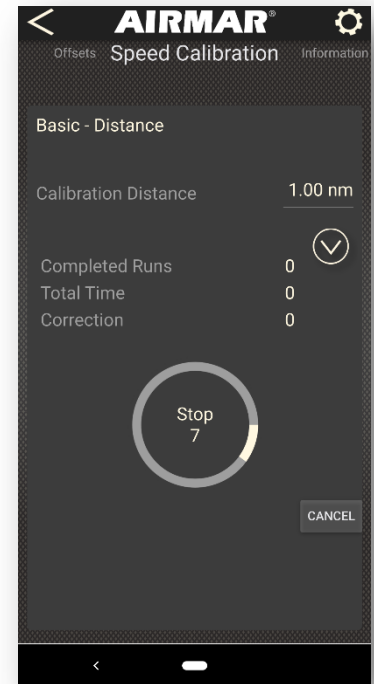 AIRMAR®
Offsets Speed Calibration Information
Basic - Distance
Calibration Distance 1.00 nm
Completed Runs 0
Total Time 0
Correction 0
Stop
7
CANCEL